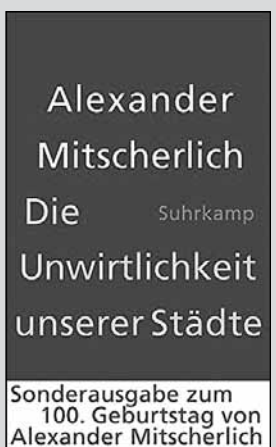 Alexander
Mitscherlich
Die Suhrkamp
Unwirtlichkeit
unserer Städte
Sonderausgabe zum
100. Geburtstag von
Alexander Mitscherlich